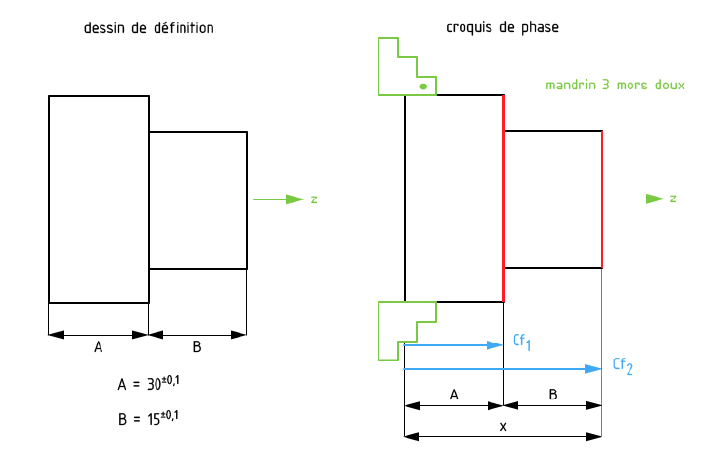 dessin de définition
croquis de phase
mandrin 3 mors doux
z
z
A
B
A = 30±0,1
B = 15±0,1
Cf1
Cf2
A
B
x